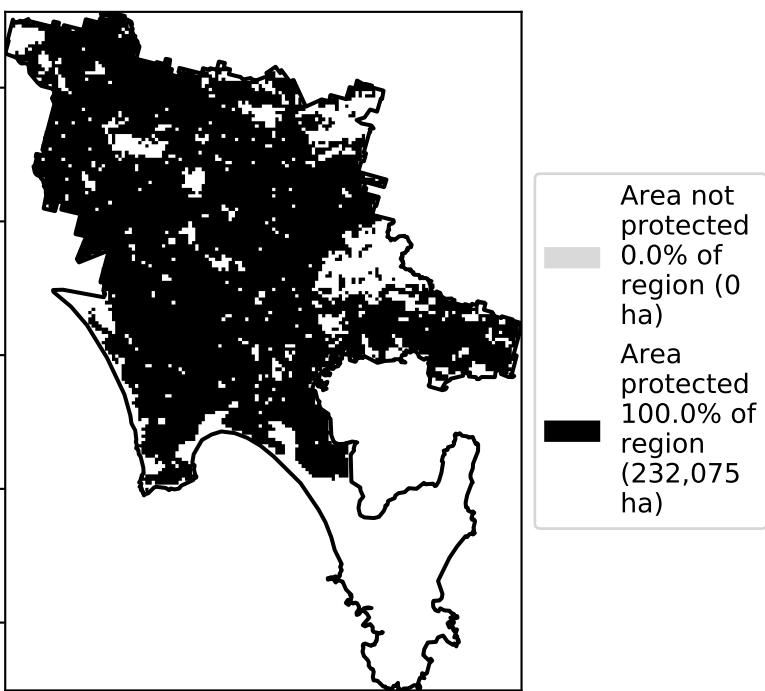 Area not
protected
0.0% of
region (0
ha)
Area
protected
100.0% of
region
(232,075
ha)